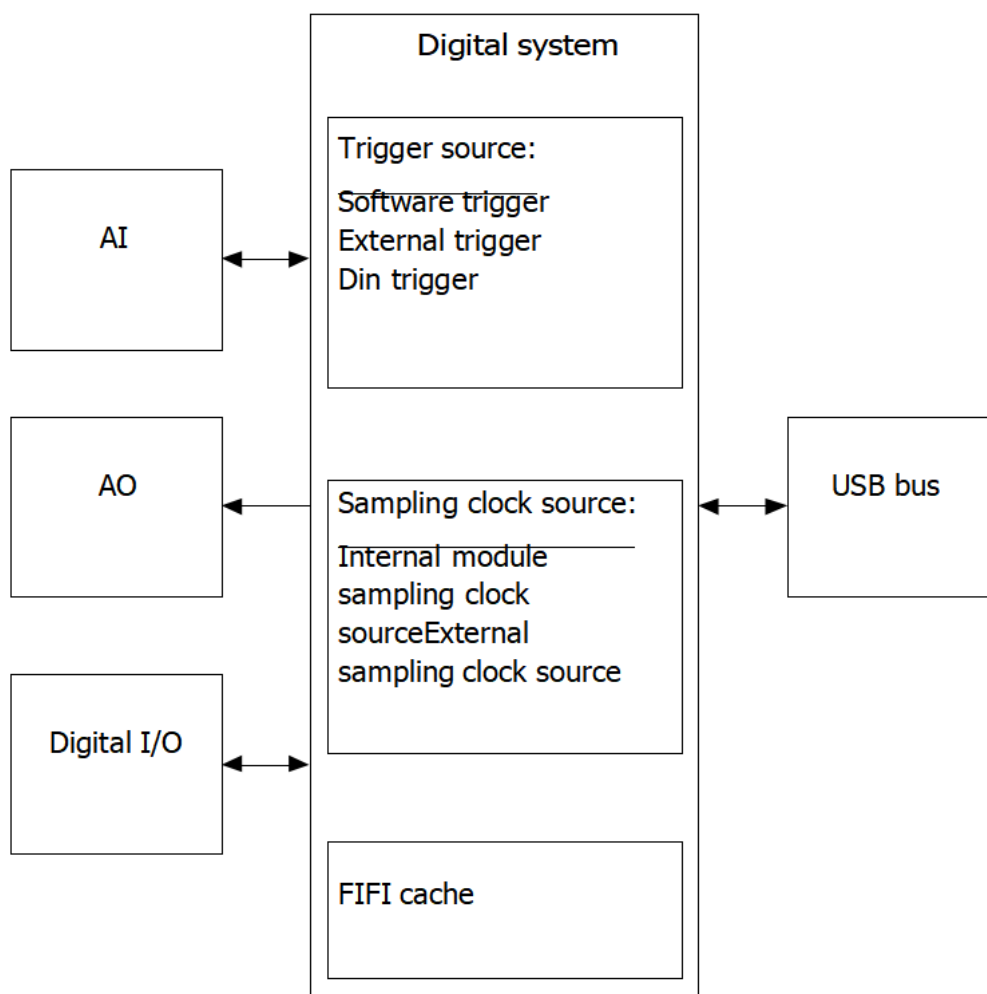 Digital system
Trigger source:
Software trigger
External trigger
Din trigger
AI
AO
Sampling clock source:
Internal module
sampling clock
sourceExternal
sampling clock source
USB bus
Digital I/O
FIFI cache